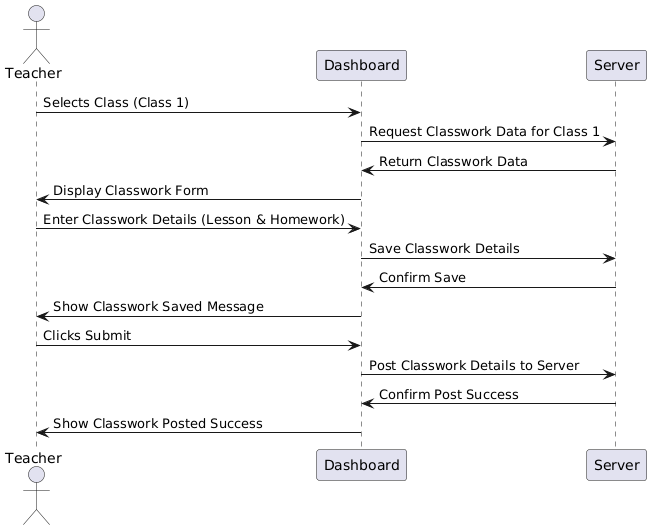 Teacher
Dashboard
Server
Selects Class (Class 1)
Request Classwork Data for Class 1
Return Classwork Data
Display Classwork Form
Enter Classwork Details (Lesson & Homework)
Save Classwork Details
Confirm Save
Show Classwork Saved Message
Clicks Submit
Post Classwork Details to Server
Confirm Post Success
Show Classwork Posted Success
Teacher
Dashboard
Server